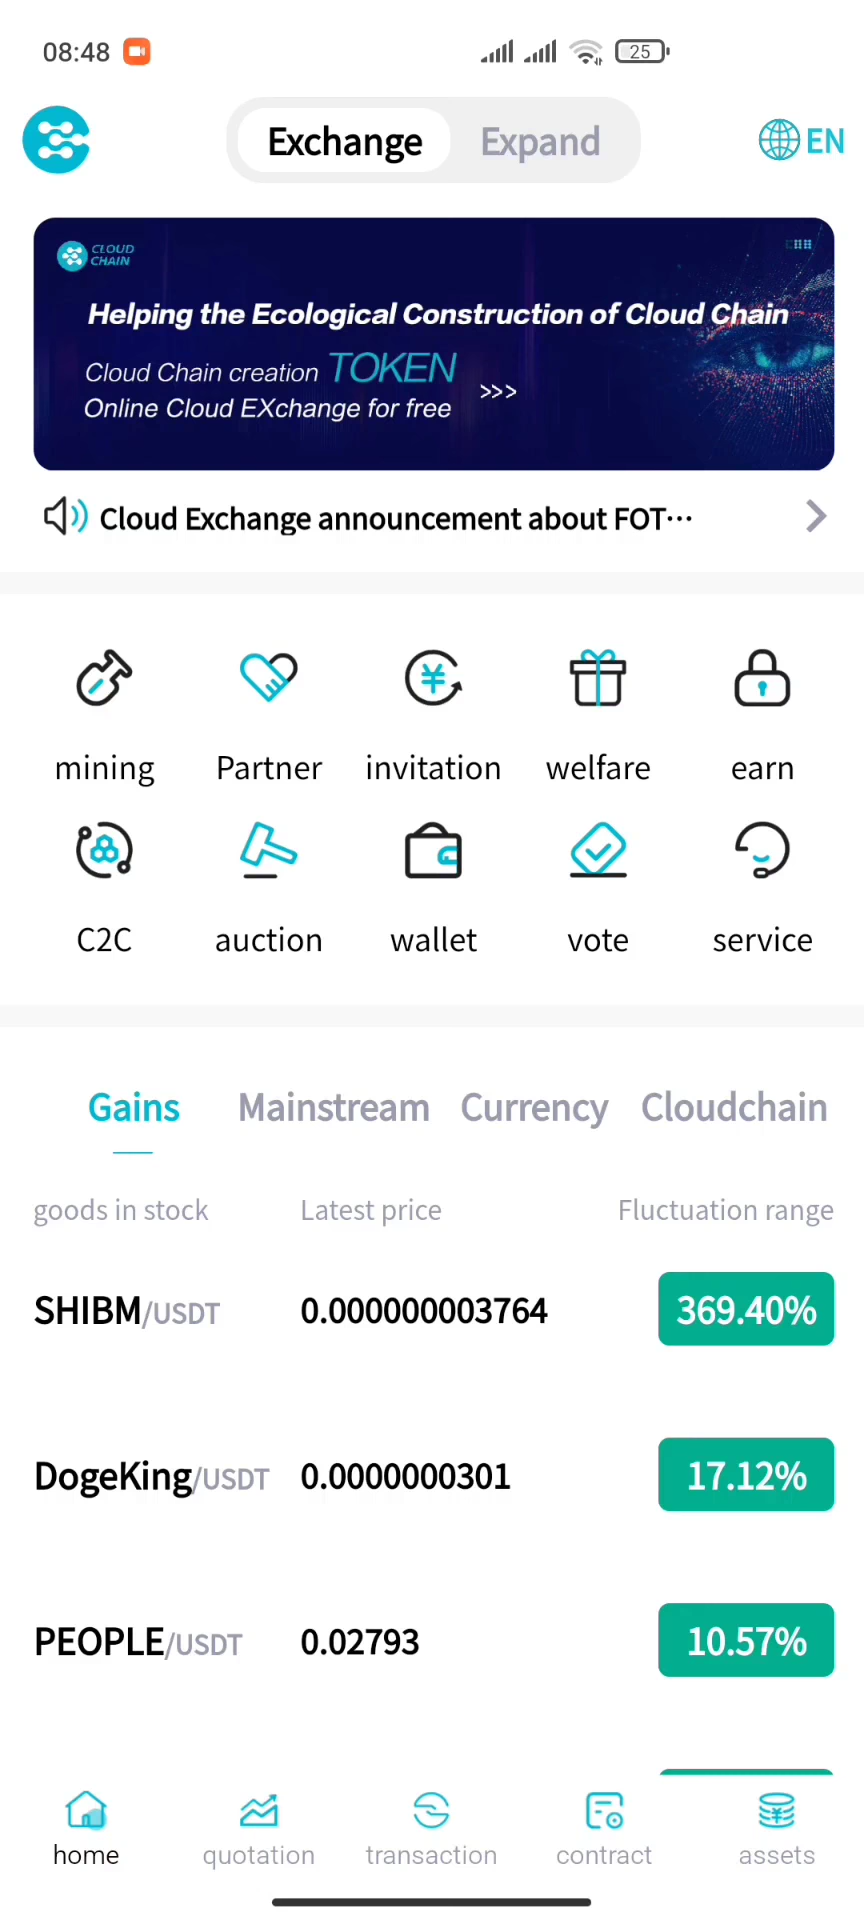 08:48
25
Exchange Expand
EN
CLOUD
CHAIN
Helping the Ecological Construction of Cloud Chain
Cloud Chain creation TOKEN
Online Cloud EXchange for free >>>
Cloud Exchange announcement about FOT···
mining Partner invitation welfare earn
C2C auction wallet vote service
Gains Mainstream Currency Cloudchain
goods in stock Latest price Fluctuation range
SHIBM/USDT 0.000000003764 369.40%
DogeKing/USDT 0.0000000301 17.12%
PEOPLE/USDT 0.02793 10.57%
home quotation transaction contract assets